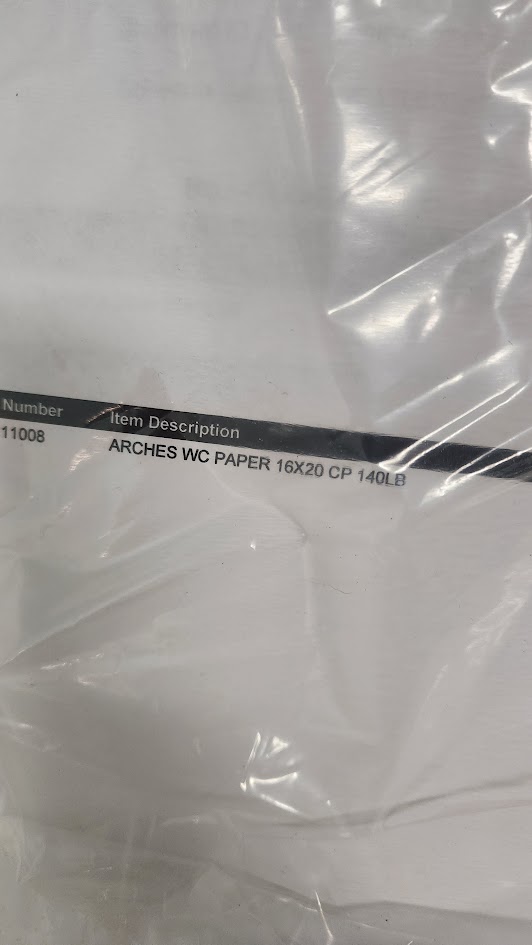 Number Item Description
11008 ARCHES WC PAPER 16X20 CP 140LB